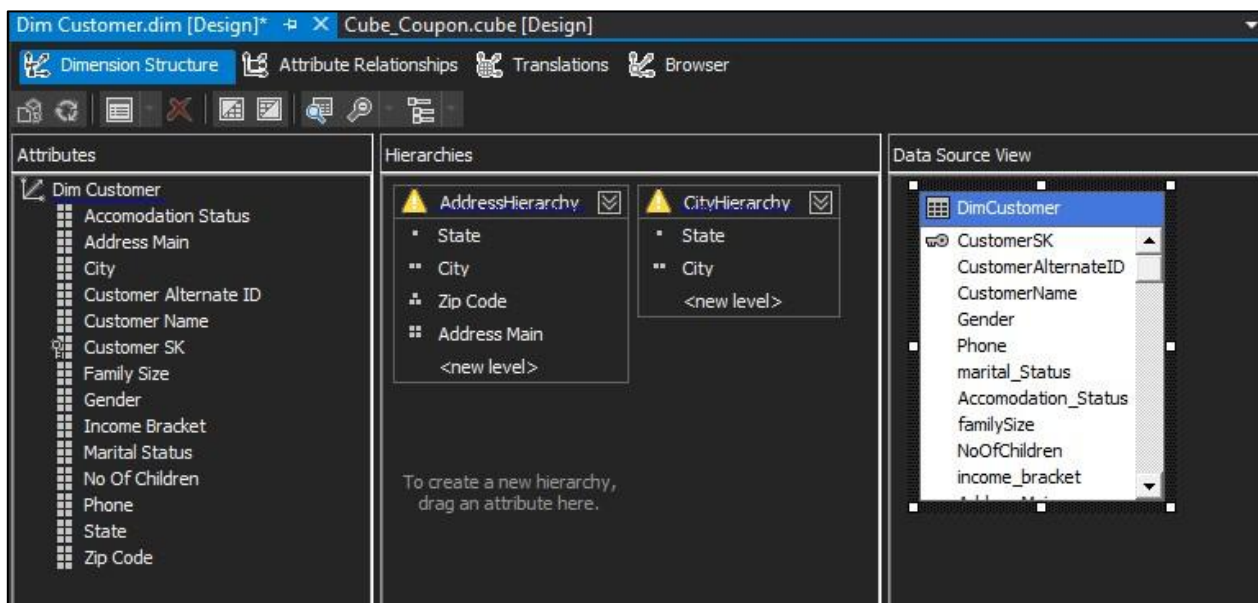 Dim Customer.dim [Design]* Cube_Coupon.cube [Design]
Dimension Structure Attribute Relationships Translations Browser
Attributes
Dim Customer
Accomodation Status
Address Main
City
Customer Alternate ID
Customer Name
Customer SK
Family Size
Gender
Income Bracket
Marital Status
No Of Children
Phone
State
Zip Code
Hierarchies
AddressHierarchy
State
City
Zip Code
Address Main
<new level>
CityHierarchy
State
City
<new level>
To create a new hierarchy,
drag an attribute here.
Data Source View
DimCustomer
CustomerSK
CustomerAlternateID
CustomerName
Gender
Phone
marital_Status
Accomodation_Status
familySize
NoOfChildren
income_bracket